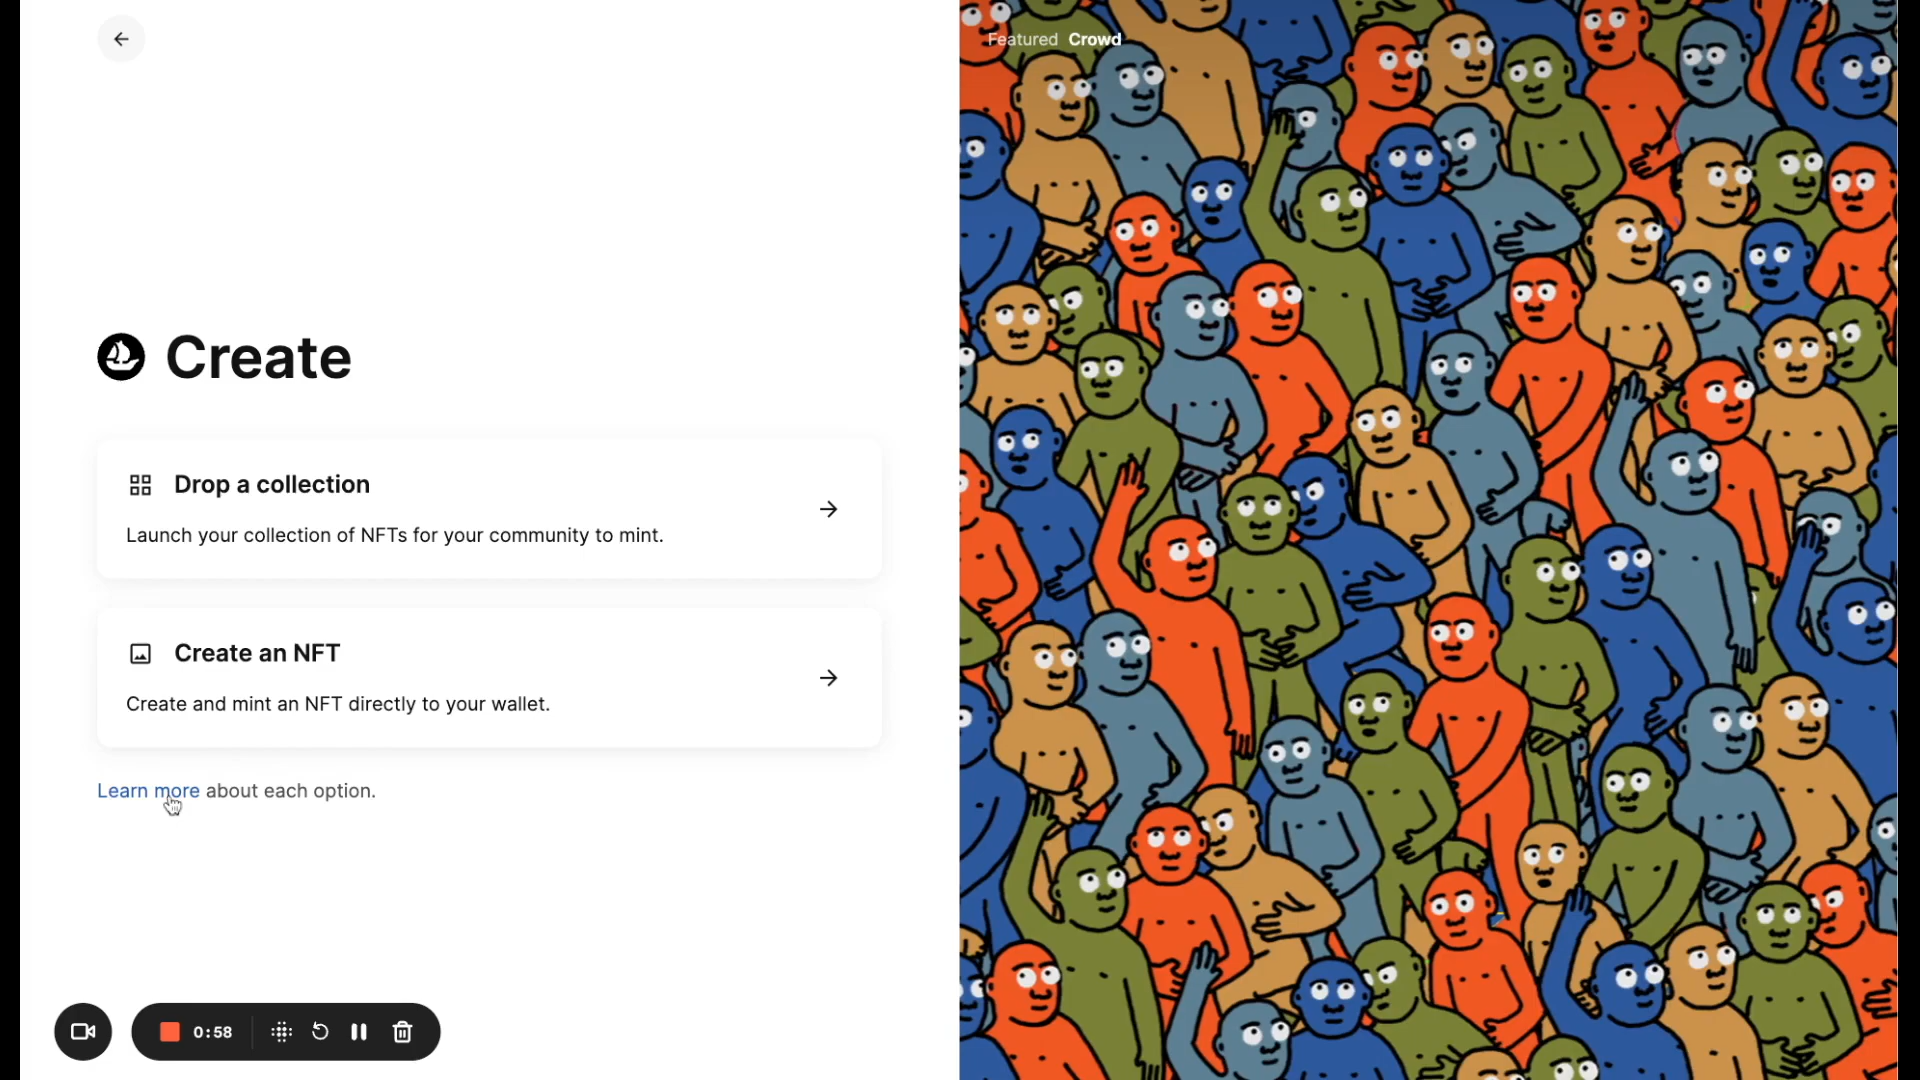 Featured Crowd
Create
Drop a collection
Launch your collection of NFTs for your community to mint.
Create an NFT
Create and mint an NFT directly to your wallet.
Learn more about each option.
0:58